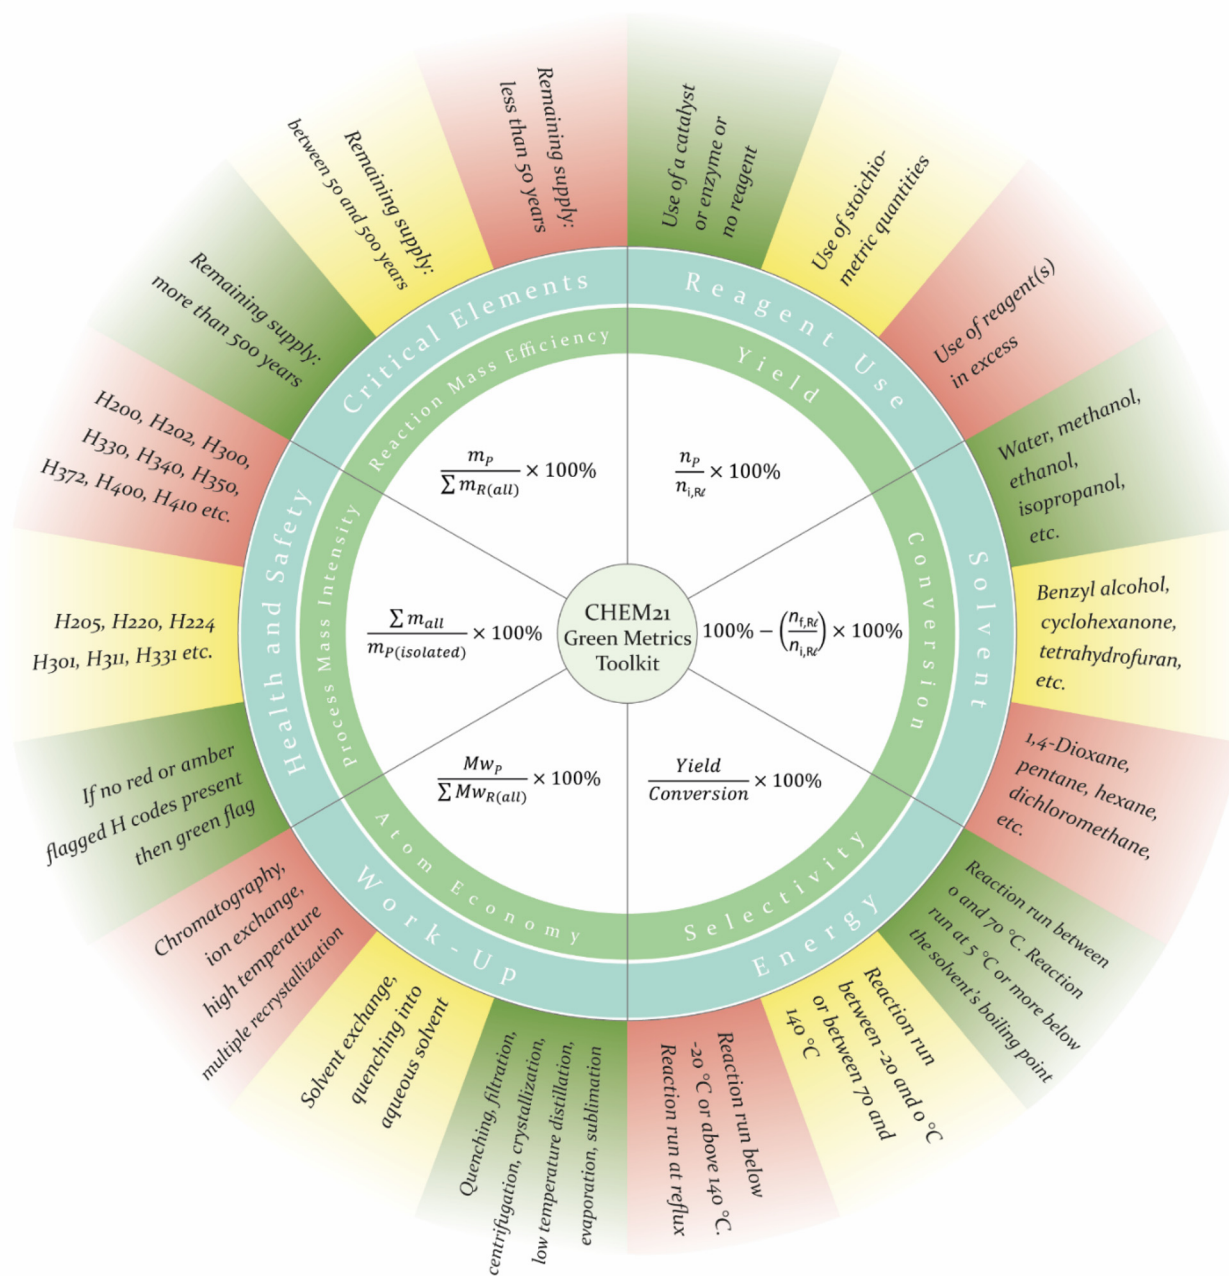 CHEM21
Green Metrics
Toolkit
Reagent Use
Use of a catalyst
or enzyme or
no reagent
Use of stoichio-
metric quantities
Use of reagent(s)
in excess
Solvent
Water, methanol,
ethanol,
isopropanol,
etc.
Benzyl alcohol,
cyclohexanone,
tetrahydrofuran,
etc.
1,4-Dioxane,
pentane, hexane,
dichloromethane,
etc.
Energy
Reaction run between
0 and 70 °C. Reaction
run at 5 °C or more below
the solvent's boiling point
Reaction run
between -20 and 0 °C
or between 70 and
140 °C
Reaction run below
-20 °C or above 140 °C.
Reaction run at reflux
Work-Up
Quenching, filtration,
centrifugation, crystallization,
low temperature distillation,
evaporation, sublimation
Solvent exchange,
quenching into
aqueous solvent
Chromatography,
ion exchange,
high temperature
multiple recrystallization
Health and Safety
If no red or amber
flagged H codes present
then green flag
H205, H220, H224
H301, H311, H331 etc.
H200, H202, H300,
H330, H340, H350,
H372, H400, H410 etc.
Critical Elements
Remaining supply:
more than 500 years
Remaining supply:
between 50 and 500 years
Remaining supply:
less than 50 years
Yield
n_P / n_i,Rℓ × 100%
Conversion
100% − (n_f,Rℓ / n_i,Rℓ) × 100%
Selectivity
Yield / Conversion × 100%
Atom Economy
Mw_P / ∑ Mw_R(all) × 100%
Process Mass Intensity
∑ m_all / m_P(isolated) × 100%
Reaction Mass Efficiency
m_P / ∑ m_R(all) × 100%